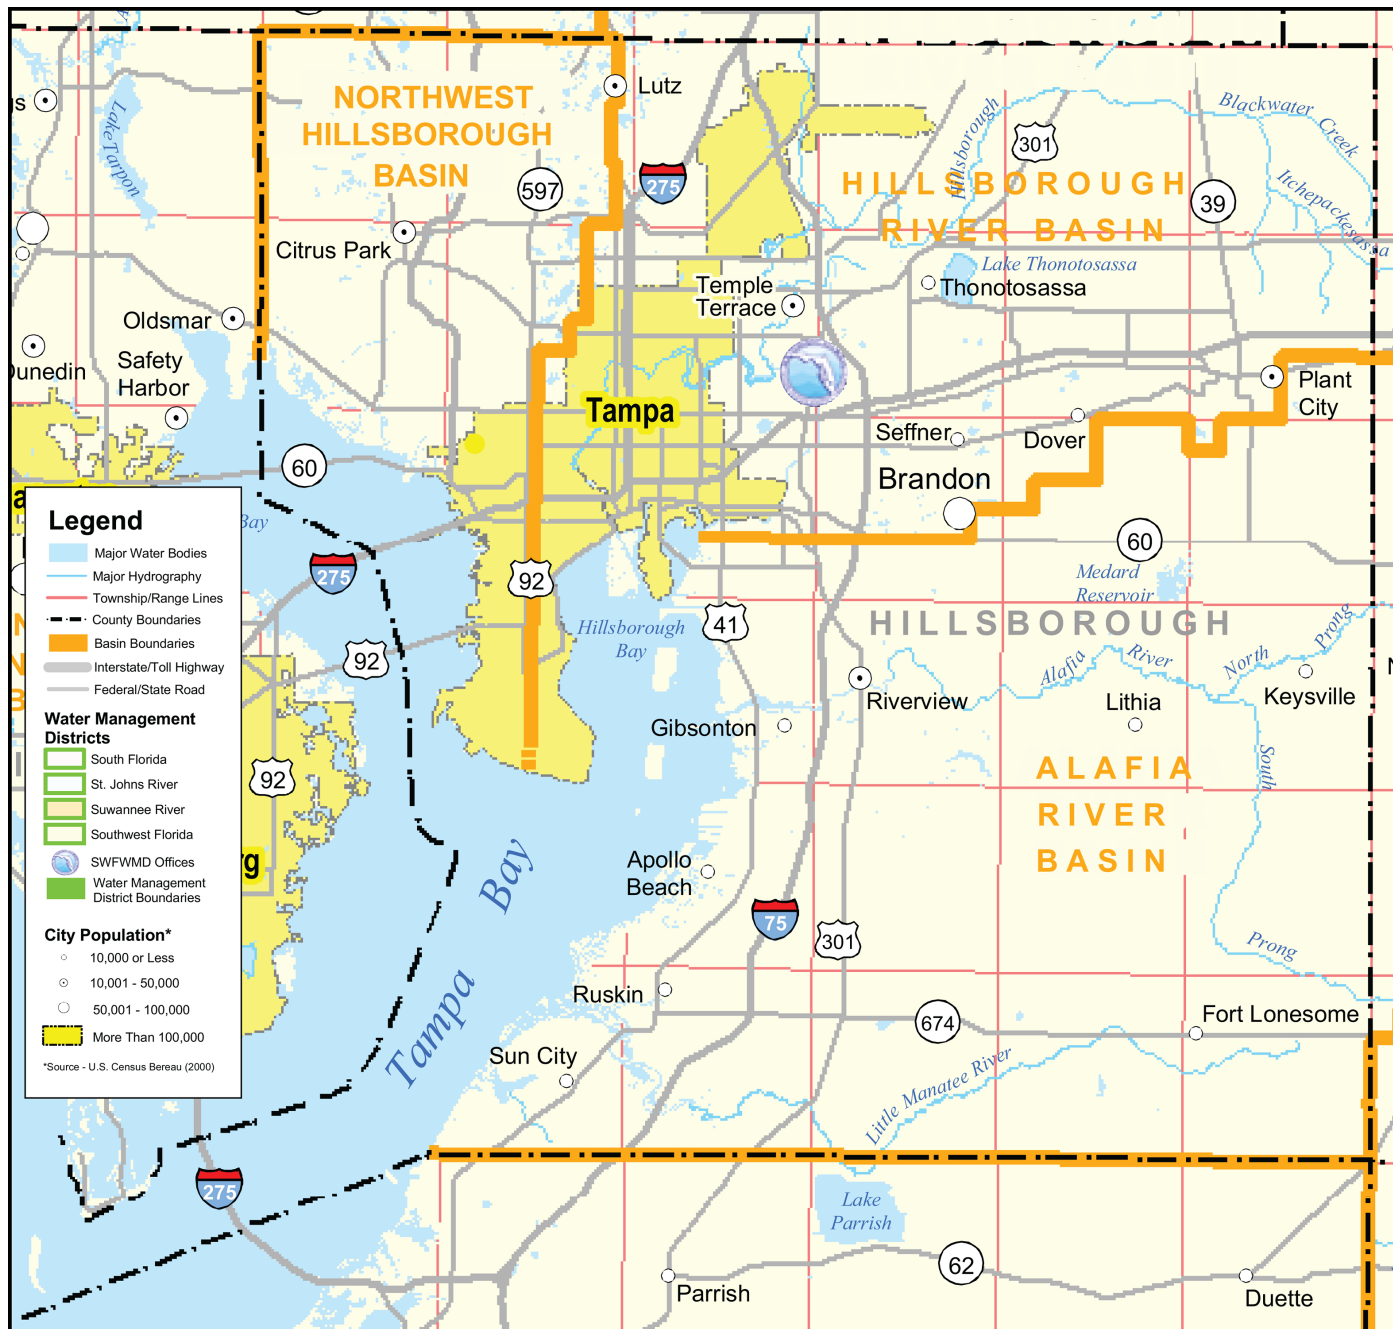 Lutz
NORTHWEST
HILLSBOROUGH
BASIN
Lake Tarpon
597
275
301
Hillsborough
Blackwater
Creek
Itchepackesassa
39
HILLSBOROUGH
RIVER BASIN
Citrus Park
Lake Thonotosassa
Thonotosassa
Temple
Terrace
Oldsmar
Safety
Harbor
Dunedin
Plant
City
Tampa
Seffner
Dover
Brandon
60
60
Bay
275
92
92
41
Hillsborough
Bay
Medard
Reservoir
HILLSBOROUGH
Alafia
River
North
Prong
Keysville
Riverview
Lithia
Gibsonton
South
Prong
ALAFIA
RIVER
BASIN
92
Apollo
Beach
75
301
Tampa
Bay
Ruskin
674
Fort Lonesome
Sun City
Little Manatee River
275
Lake
Parrish
62
Parrish
Duette
Legend
Major Water Bodies
Major Hydrography
Township/Range Lines
County Boundaries
Basin Boundaries
Interstate/Toll Highway
Federal/State Road
Water Management
Districts
South Florida
St. Johns River
Suwannee River
Southwest Florida
SWFWMD Offices
Water Management
District Boundaries
City Population*
10,000 or Less
10,001 - 50,000
50,001 - 100,000
More Than 100,000
*Source - U.S. Census Bereau (2000)